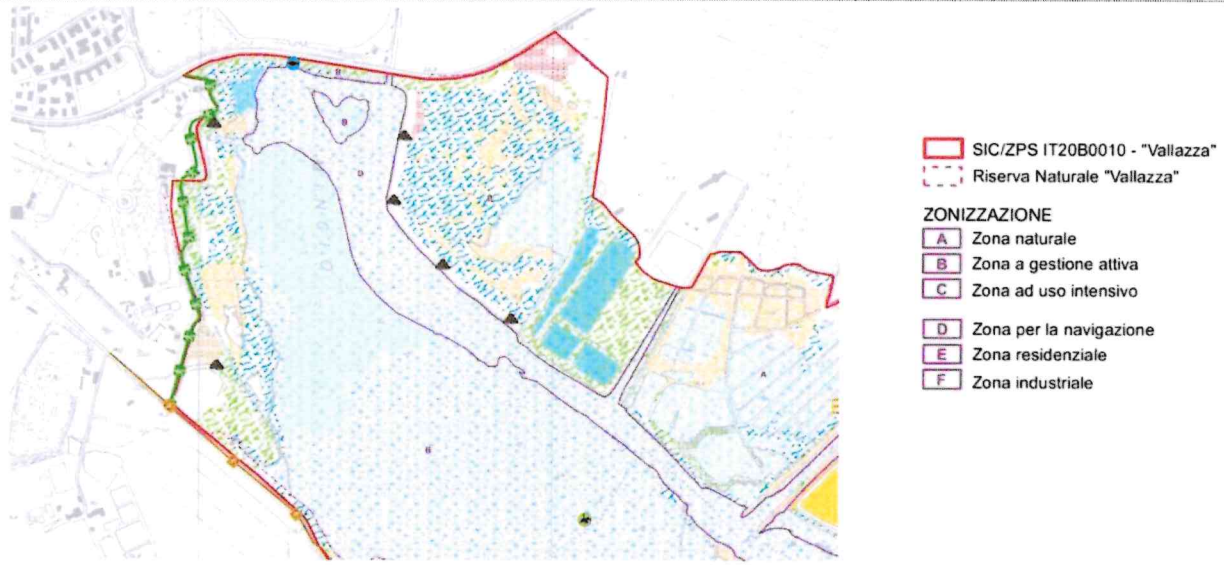 SIC/ZPS IT20B0010 - "Vallazza"
Riserva Naturale "Vallazza"
ZONIZZAZIONE
A Zona naturale
B Zona a gestione attiva
C Zona ad uso intensivo
D Zona per la navigazione
E Zona residenziale
F Zona industriale
B
B
D
A
A
B